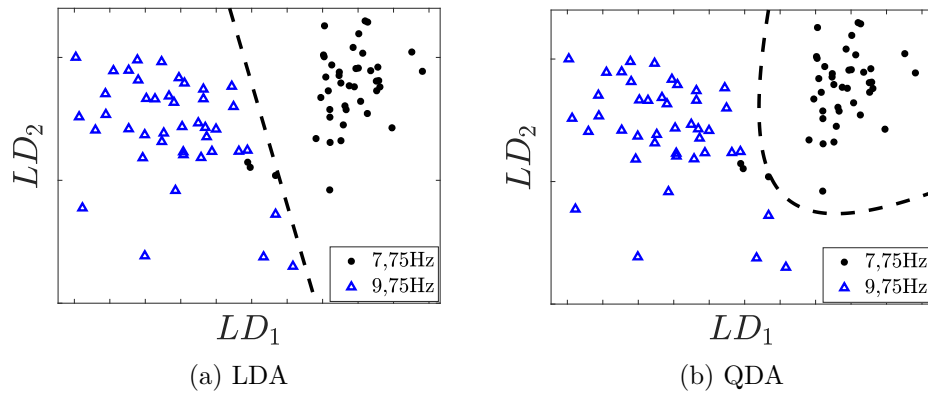 LD2
7,75Hz
9,75Hz
LD1
(a) LDA
LD2
7,75Hz
9,75Hz
LD1
(b) QDA